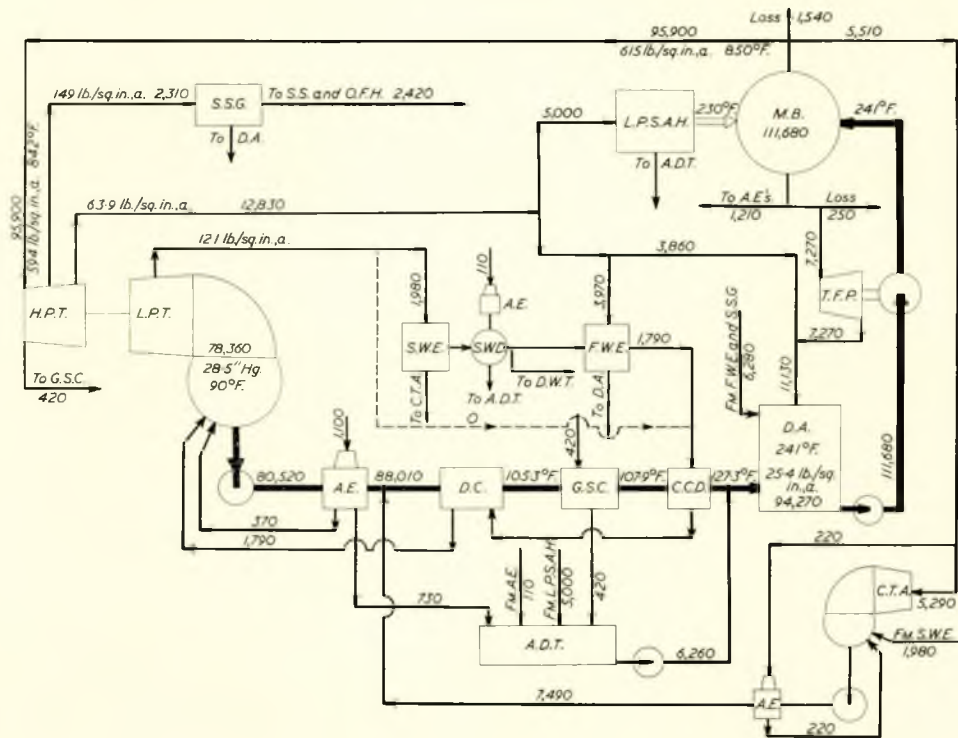 Loss 1,540
95,900
5,510
615 lb/sq.in.,a. 850°F.
149 lb/sq.in.,a. 2,310
S.S.G.
To S.S. and O.F.H. 2,420
To D.A.
5,000
L.P.S.A.H.
230°F.
M.B.
111,680
241°F.
To A.D.T.
95,900
594 lb/sq.in.,a. 842°F.
63·9 lb/sq.in.,a.
12,830
To A.E's.
1,210
Loss
250
12·1 lb/sq.in.,a.
3,860
7,270
H.P.T.
L.P.T.
1,980
110
A.E.
3,970
T.F.P.
78,360
28·5" Hg.
90°F.
S.W.E.
S.W.D.
F.W.E.
1,790
7,270
To G.S.C.
420
To C.T.A.
To A.D.T.
To D.W.T.
To D.A.
Fm. F.W.E. and S.S.G
6,280
11,130
O
1,100
420
D.A.
241°F.
25·4 lb/sq.
in.,a.
94,270
111,680
80,520
A.E.
88,010
D.C.
105·3°F.
G.S.C.
107·9°F.
C.C.D.
127·3°F.
370
1,790
220
730
Fm. A.E.
110
Fm. L.P.S.A.H.
5,000
420
C.T.A.
5,290
A.D.T.
6,260
Fm. S.W.E.
1,980
7,490
A.E.
220